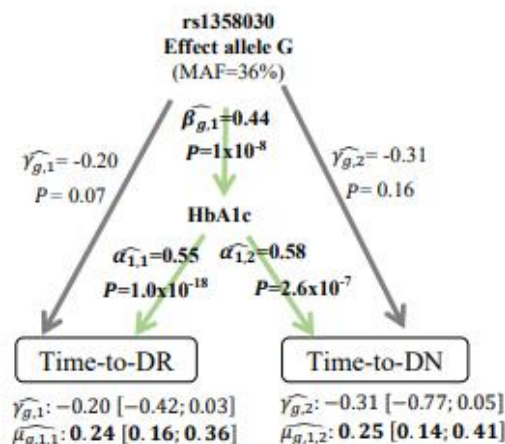 rs1358030
Effect allele G
(MAF=36%)
β̂g,1=0.44
P=1x10⁻⁸
γ̂g,1= -0.20
P = 0.07
γ̂g,2= -0.31
P = 0.16
HbA1c
α̂1,1=0.55
P=1.0x10⁻¹⁸
α̂1,2=0.58
P=2.6x10⁻⁷
Time-to-DR
Time-to-DN
γ̂g,1: −0.20 [−0.42; 0.03]
μ̂g,1,1: 0.24 [0.16; 0.36]
γ̂g,2: −0.31 [−0.77; 0.05]
μ̂g,1,2: 0.25 [0.14; 0.41]